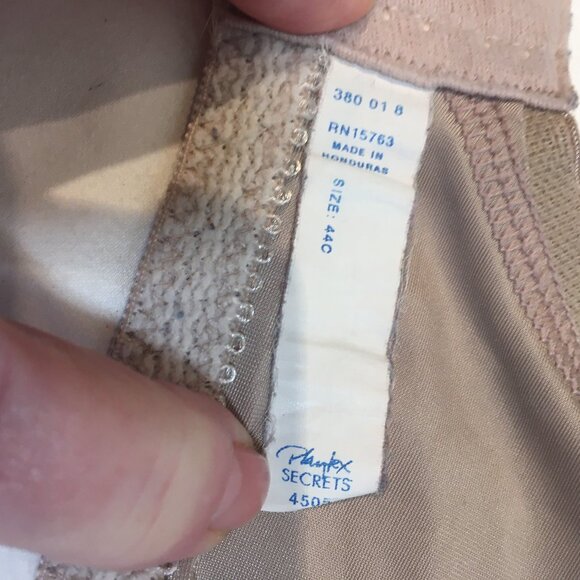 380 01 8
RN15763
MADE IN
HONDURAS
SIZE: 44C
Playtex
SECRETS